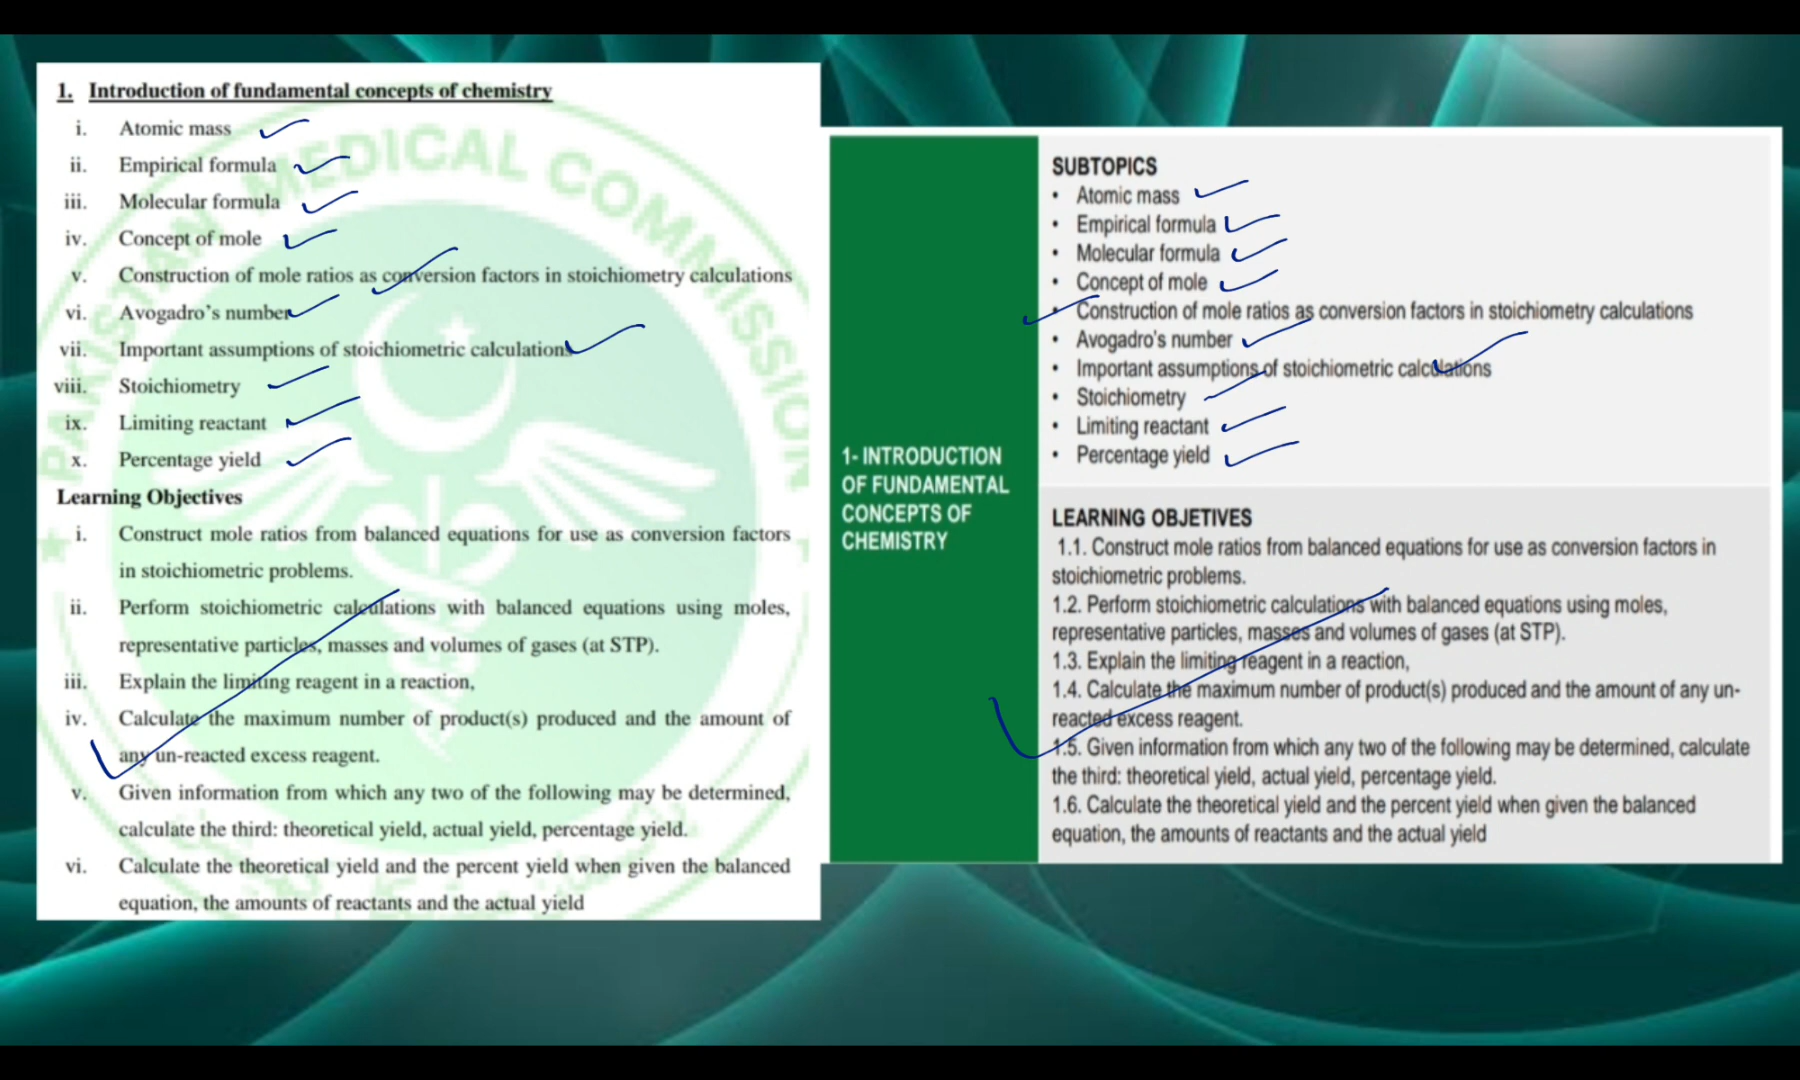 1. Introduction of fundamental concepts of chemistry
i. Atomic mass
ii. Empirical formula
iii. Molecular formula
iv. Concept of mole
v. Construction of mole ratios as conversion factors in stoichiometry calculations
vi. Avogadro's number
vii. Important assumptions of stoichiometric calculations
viii. Stoichiometry
ix. Limiting reactant
x. Percentage yield
Learning Objectives
i. Construct mole ratios from balanced equations for use as conversion factors
in stoichiometric problems.
ii. Perform stoichiometric calculations with balanced equations using moles,
representative particles, masses and volumes of gases (at STP).
iii. Explain the limiting reagent in a reaction,
iv. Calculate the maximum number of product(s) produced and the amount of
any un-reacted excess reagent.
v. Given information from which any two of the following may be determined,
calculate the third: theoretical yield, actual yield, percentage yield.
vi. Calculate the theoretical yield and the percent yield when given the balanced
equation, the amounts of reactants and the actual yield
PAKISTAN MEDICAL COMMISSION
1- INTRODUCTION
OF FUNDAMENTAL
CONCEPTS OF
CHEMISTRY
SUBTOPICS
• Atomic mass
• Empirical formula
• Molecular formula
• Concept of mole
• Construction of mole ratios as conversion factors in stoichiometry calculations
• Avogadro's number
• Important assumptions of stoichiometric calculations
• Stoichiometry
• Limiting reactant
• Percentage yield
LEARNING OBJETIVES
1.1. Construct mole ratios from balanced equations for use as conversion factors in
stoichiometric problems.
1.2. Perform stoichiometric calculations with balanced equations using moles,
representative particles, masses and volumes of gases (at STP).
1.3. Explain the limiting reagent in a reaction,
1.4. Calculate the maximum number of product(s) produced and the amount of any un-
reacted excess reagent.
1.5. Given information from which any two of the following may be determined, calculate
the third: theoretical yield, actual yield, percentage yield.
1.6. Calculate the theoretical yield and the percent yield when given the balanced
equation, the amounts of reactants and the actual yield